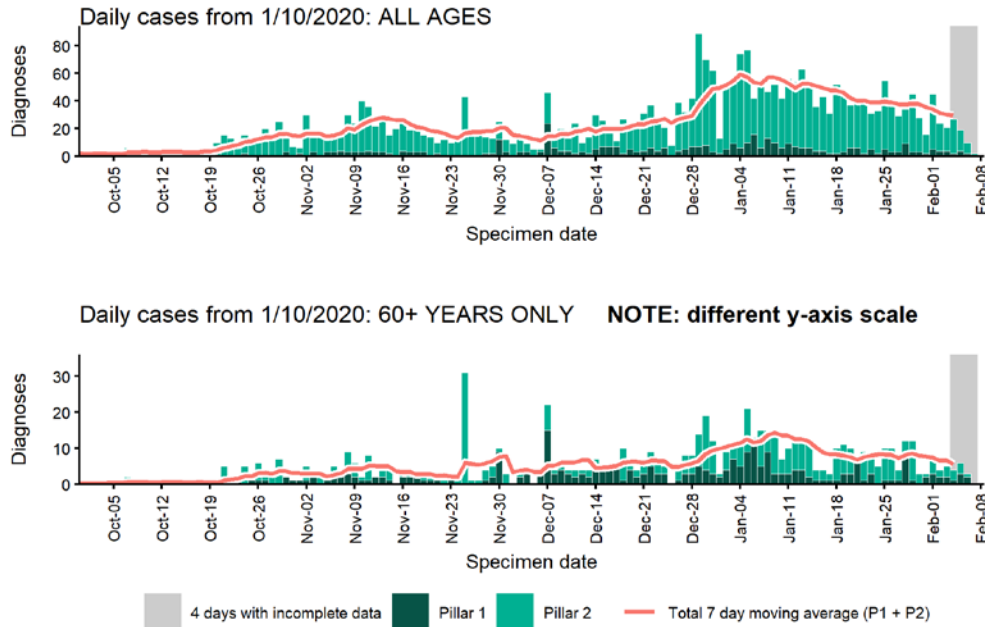 Daily cases from 1/10/2020: ALL AGES
80
60
40
20
0
Diagnoses
Oct-05
Oct-12
Oct-19
Oct-26
Nov-02
Nov-09
Nov-16
Nov-23
Nov-30
Dec-07
Dec-14
Dec-21
Dec-28
Jan-04
Jan-11
Jan-18
Jan-25
Feb-01
Feb-08
Specimen date
Daily cases from 1/10/2020: 60+ YEARS ONLY NOTE: different y-axis scale
30
20
10
0
Diagnoses
Oct-05
Oct-12
Oct-19
Oct-26
Nov-02
Nov-09
Nov-16
Nov-23
Nov-30
Dec-07
Dec-14
Dec-21
Dec-28
Jan-04
Jan-11
Jan-18
Jan-25
Feb-01
Feb-08
Specimen date
4 days with incomplete data Pillar 1 Pillar 2 Total 7 day moving average (P1 + P2)